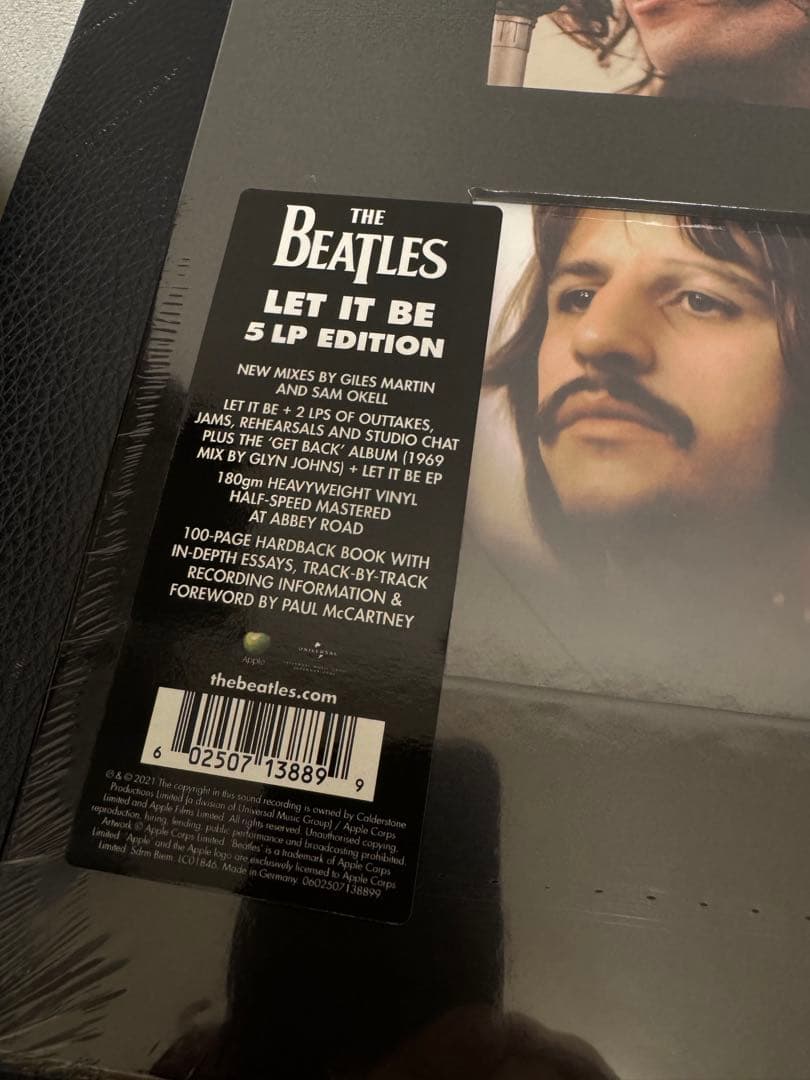 THE
BEATLES
LET IT BE
5 LP EDITION
NEW MIXES BY GILES MARTIN
AND SAM OKELL
LET IT BE + 2 LPS OF OUTTAKES,
JAMS, REHEARSALS AND STUDIO CHAT
PLUS THE 'GET BACK' ALBUM (1969
MIX BY GLYN JOHNS) + LET IT BE EP
180gm HEAVYWEIGHT VINYL
HALF-SPEED MASTERED
AT ABBEY ROAD
100-PAGE HARDBACK BOOK WITH
IN-DEPTH ESSAYS, TRACK-BY-TRACK
RECORDING INFORMATION &
FOREWORD BY PAUL McCARTNEY
Apple
UNIVERSAL
thebeatles.com
6 02507 13889 9
℗ & © 2021 The copyright in this sound recording is owned by Calderstone
Productions Limited (a division of Universal Music Group) / Apple Corps
Limited and Apple Films Limited. All rights reserved. Unauthorised copying,
reproduction, hiring, lending, public performance and broadcasting prohibited.
Artwork © Apple Corps Limited. 'Beatles' is a trademark of Apple Corps
Limited. 'Apple' and the Apple logo are exclusively licensed to Apple Corps
Limited. Sdrm Biem. LC01846. Made in Germany. 0602507138899